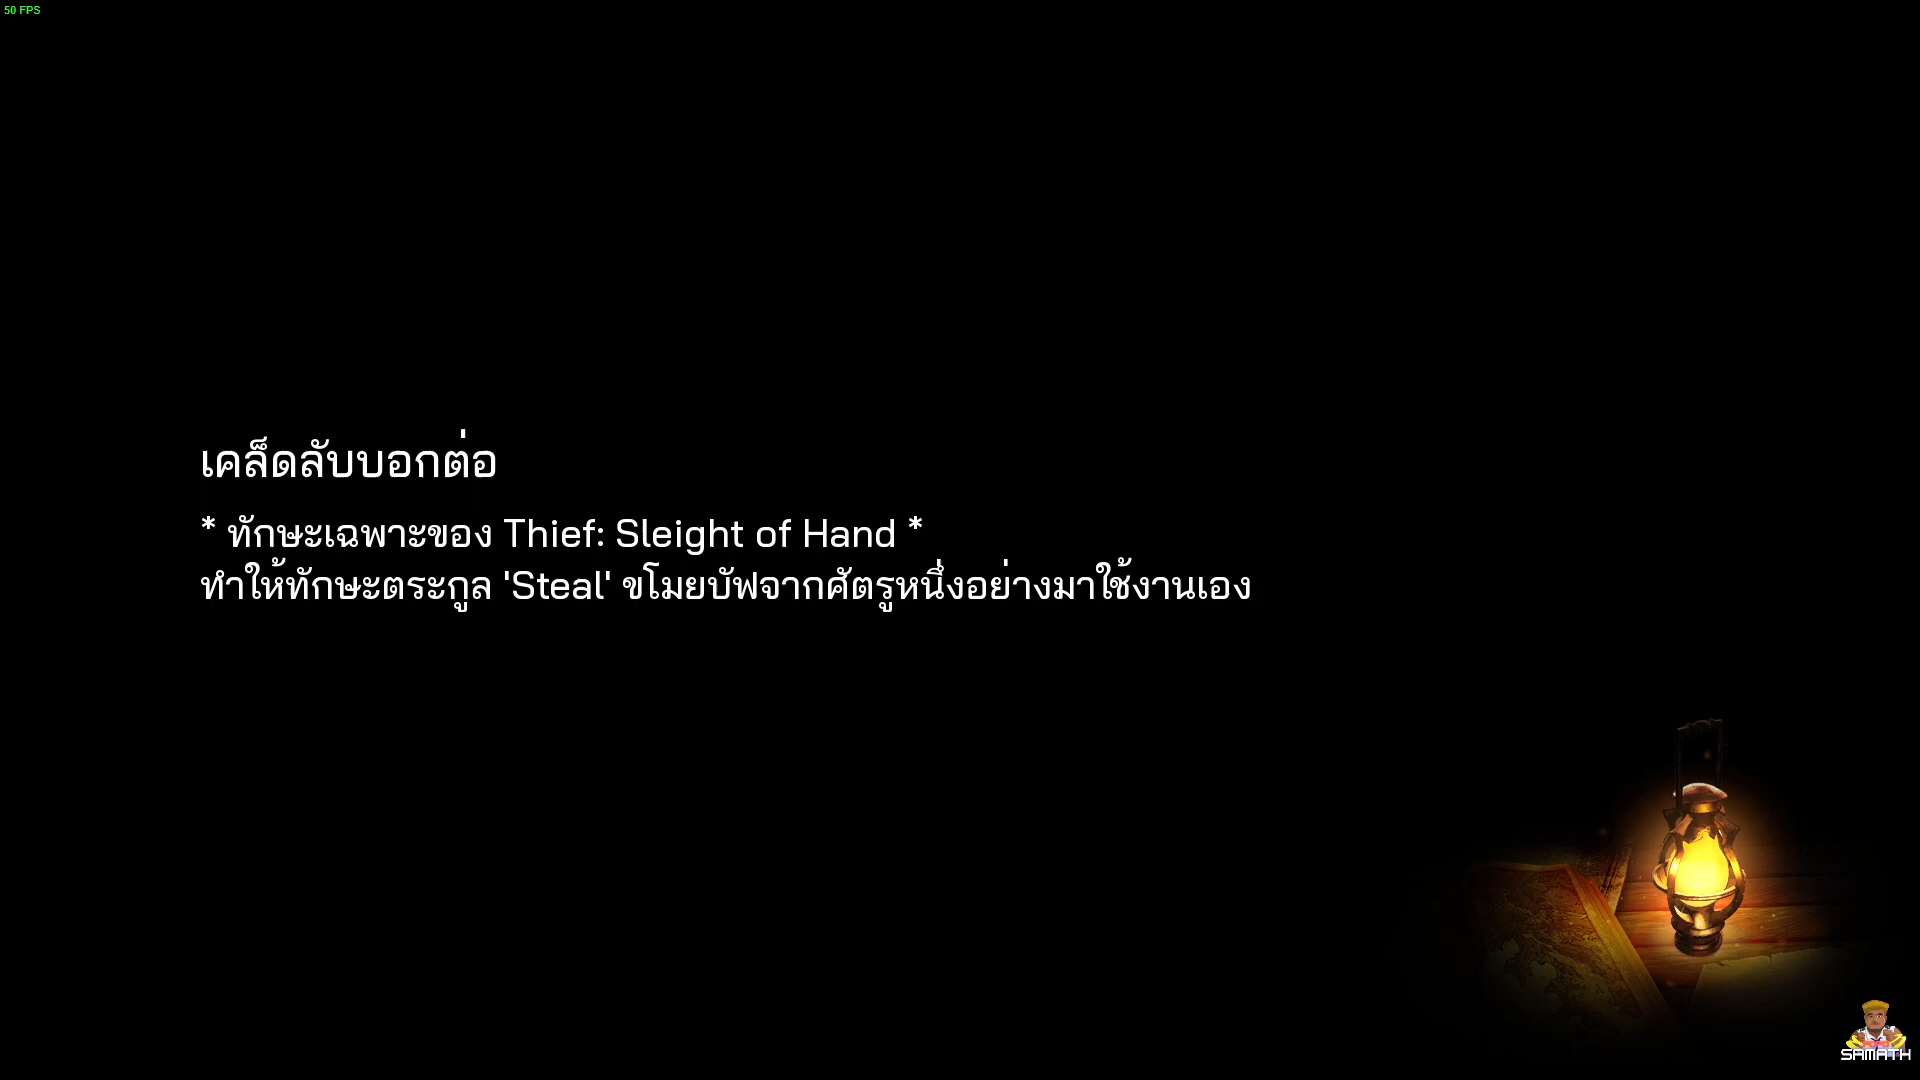 50 FPS
เคล็ดลับบอกต่อ
* ทักษะเฉพาะของ Thief: Sleight of Hand *
ทำให้ทักษะตระกูล 'Steal' ขโมยบัฟจากศัตรูหนึ่งอย่างมาใช้งานเอง
SAMATH